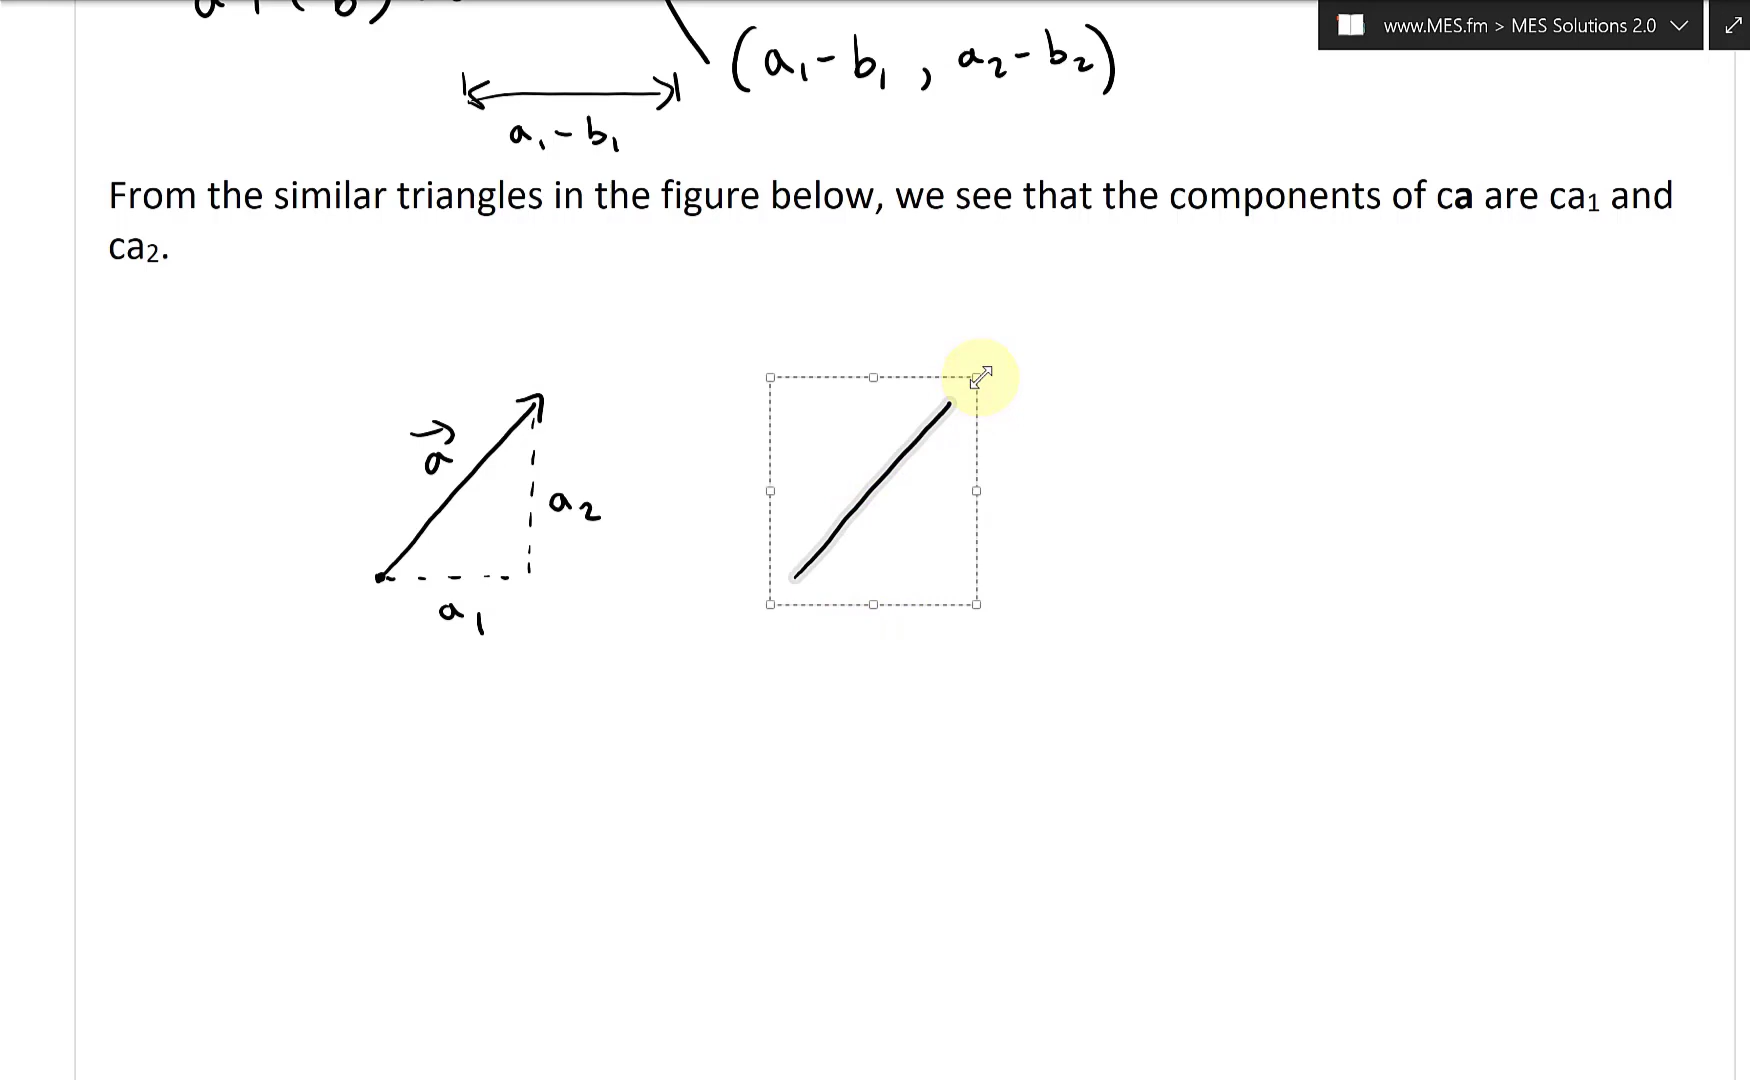 www.MES.fm > MES Solutions 2.0
(a₁-b₁, a₂-b₂)
a₁-b₁
From the similar triangles in the figure below, we see that the components of ca are ca₁ and
ca₂.
a⃗
a₂
a₁